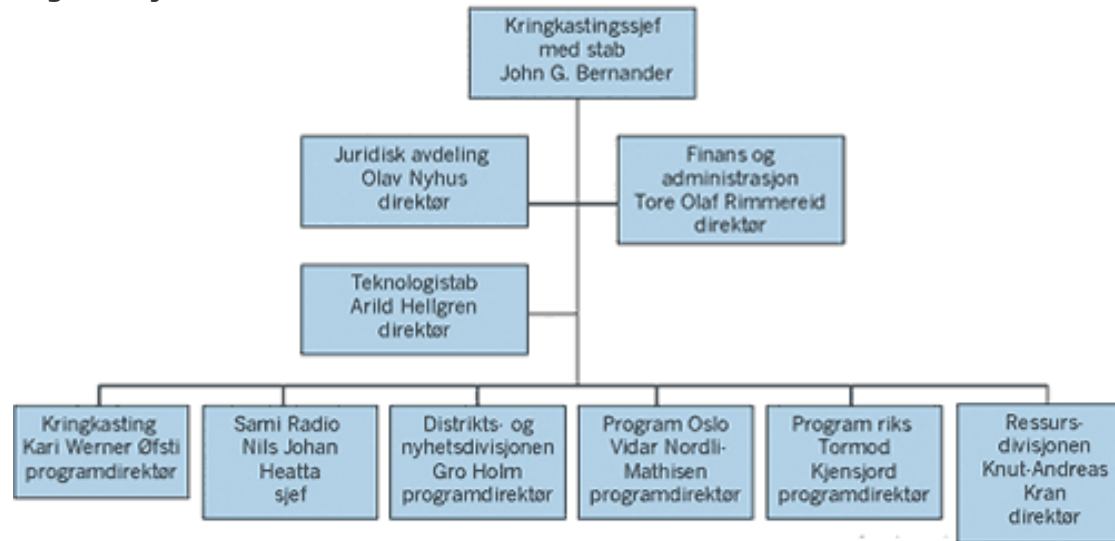 Kringkastingssjef
med stab
John G. Bernander
Juridisk avdeling
Olav Nyhus
direktør
Finans og
administrasjon
Tore Olaf Rimmereid
direktør
Teknologistab
Arild Hellgren
direktør
Kringkasting
Kari Werner Øfsti
programdirektør
Sami Radio
Nils Johan
Heatta
sjef
Distrikts- og
nyhetsdivisjonen
Gro Holm
programdirektør
Program Oslo
Vidar Nordli-
Mathisen
programdirektør
Program riks
Tormod
Kjensjord
programdirektør
Ressurs-
divisjonen
Knut-Andreas
Kran
direktør